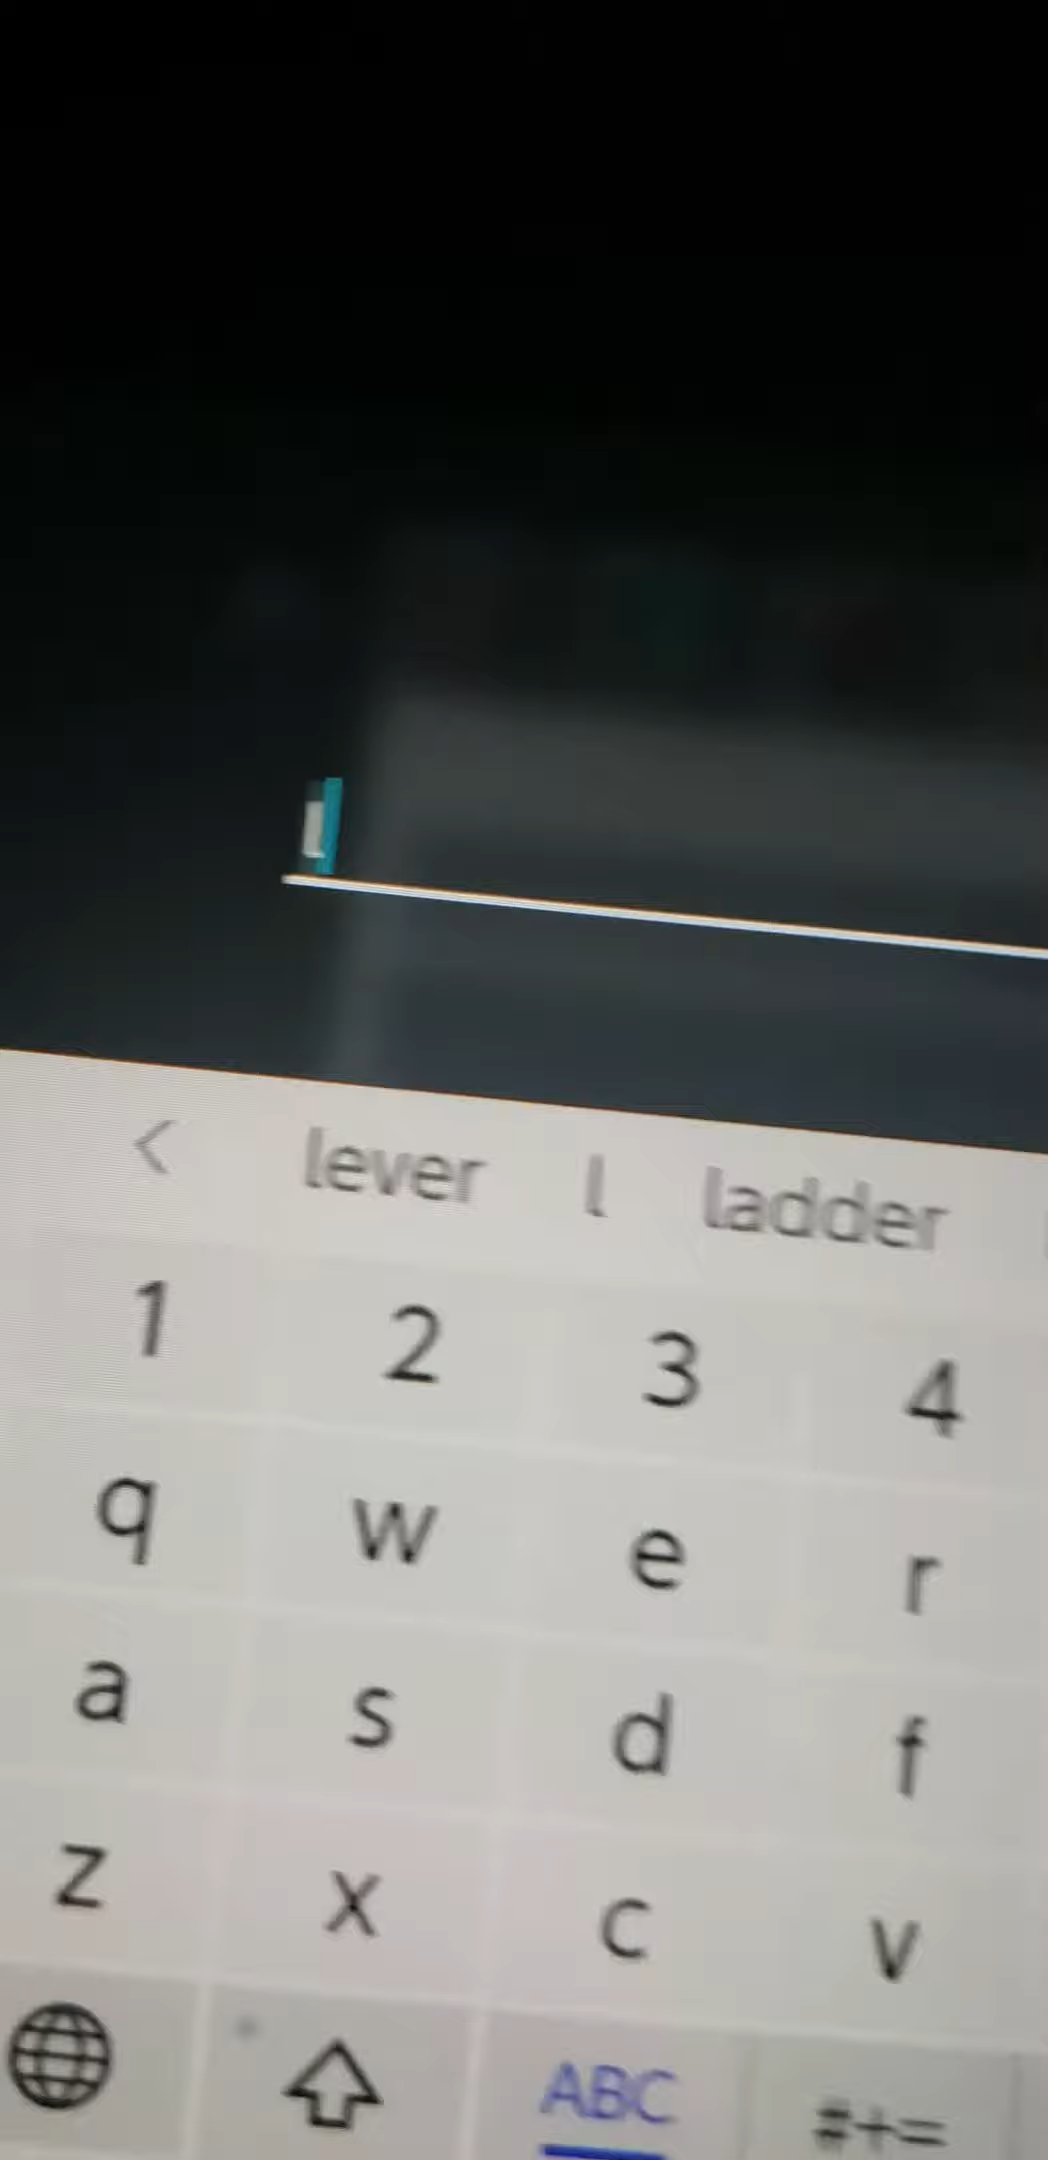 < lever l ladder
1 2 3 4
q w e r
a s d f
z x c v
ABC #+=